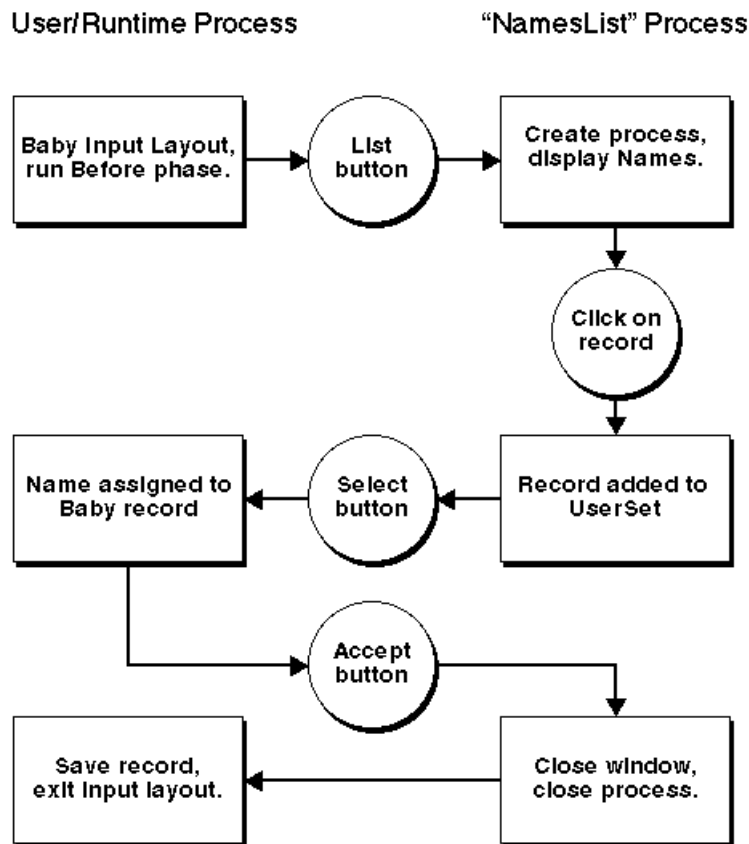 User/Runtime Process
“NamesList” Process
Baby Input Layout,
run Before phase.
List
button
Create process,
display Names.
Click on
record
Name assigned to
Baby record
Select
button
Record added to
UserSet
Accept
button
Save record,
exit input layout.
Close window,
close process.